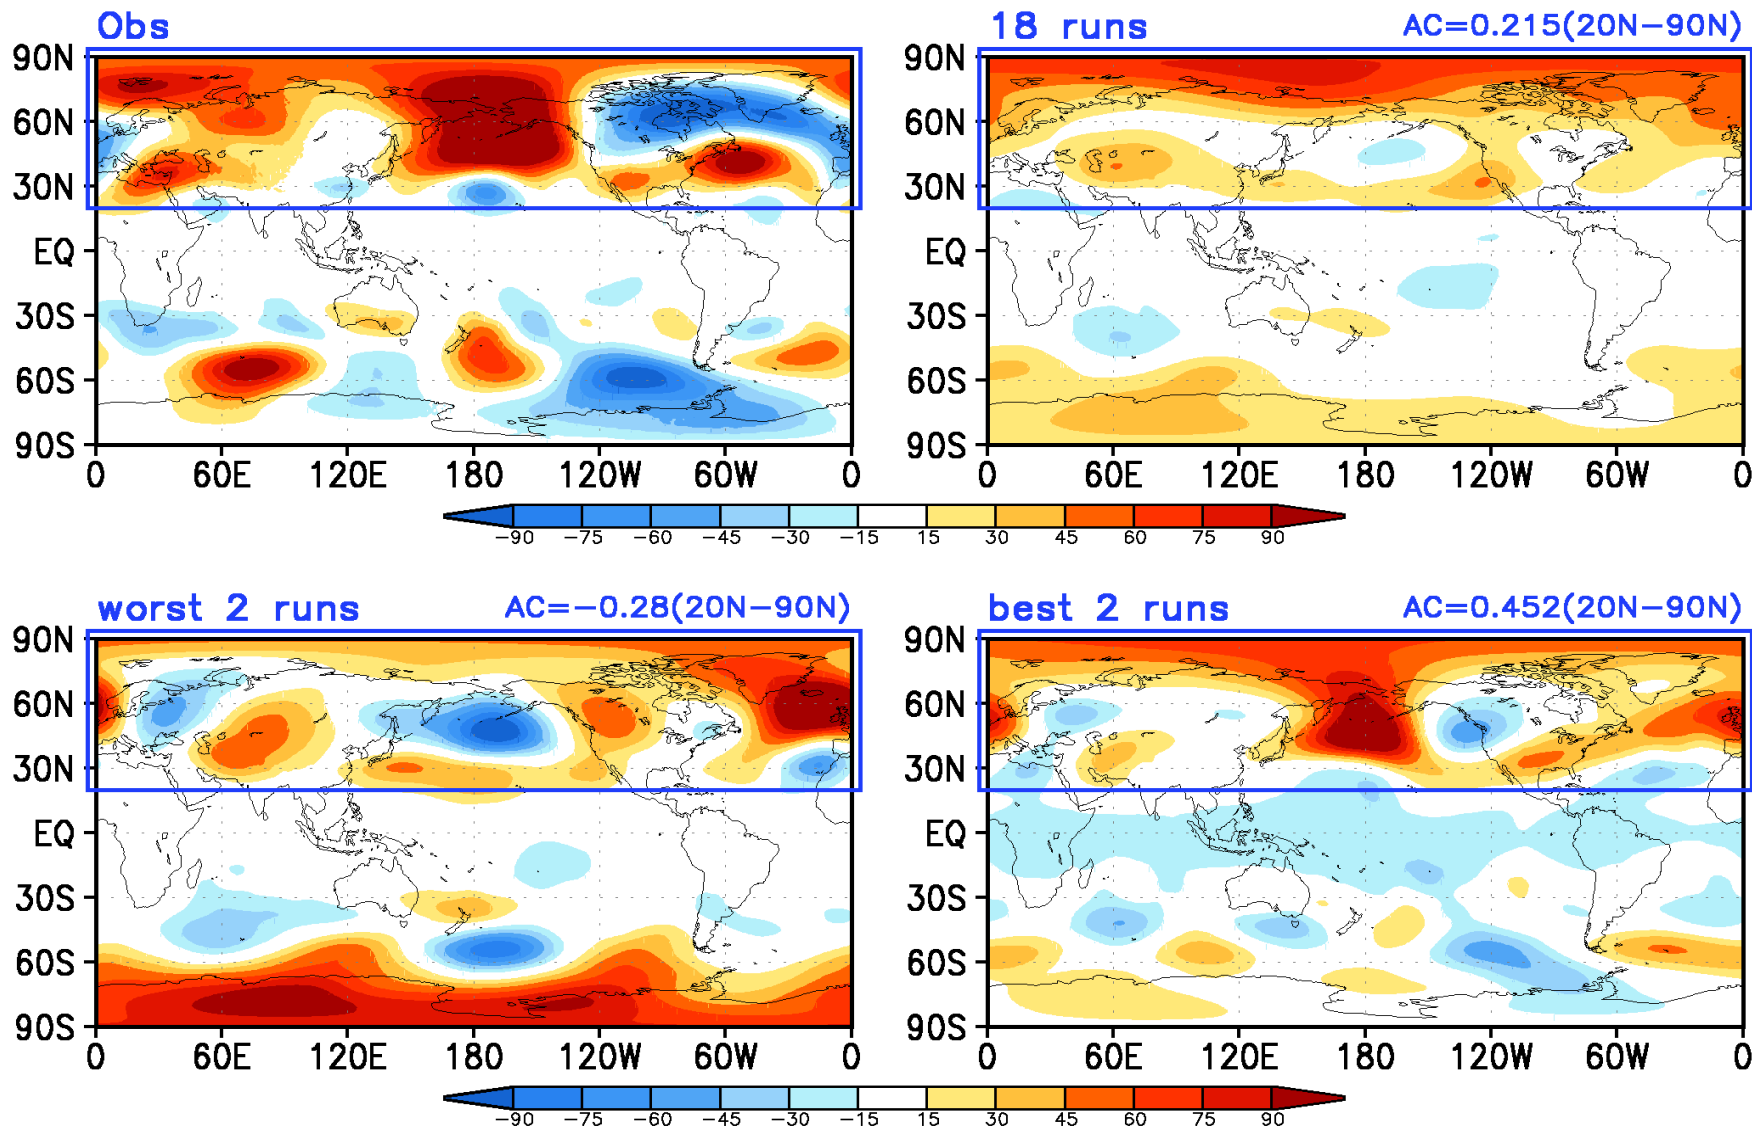 Obs
18 runs AC=0.215(20N−90N)
90N
60N
30N
EQ
30S
60S
90S
0 60E 120E 180 120W 60W 0
90N
60N
30N
EQ
30S
60S
90S
0 60E 120E 180 120W 60W 0
−90 −75 −60 −45 −30 −15 15 30 45 60 75 90
worst 2 runs AC=−0.28(20N−90N)
best 2 runs AC=0.452(20N−90N)
90N
60N
30N
EQ
30S
60S
90S
0 60E 120E 180 120W 60W 0
90N
60N
30N
EQ
30S
60S
90S
0 60E 120E 180 120W 60W 0
−90 −75 −60 −45 −30 −15 15 30 45 60 75 90